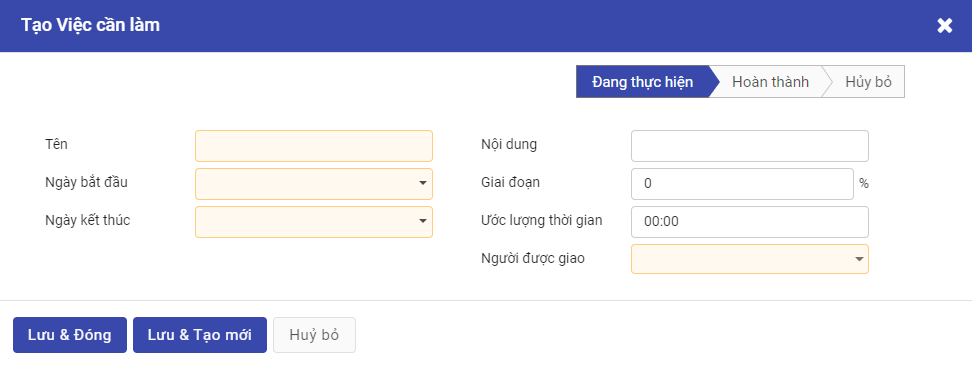 Tạo Việc cần làm
Đang thực hiện
Hoàn thành
Hủy bỏ
Tên
Nội dung
Ngày bắt đầu
Giai đoạn
0
%
Ngày kết thúc
Ước lượng thời gian
00:00
Người được giao
Lưu & Đóng
Lưu & Tạo mới
Huỷ bỏ